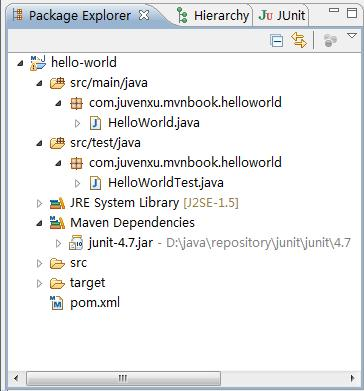 Package Explorer Hierarchy JUnit
hello-world
src/main/java
com.juvenxu.mvnbook.helloworld
HelloWorld.java
src/test/java
com.juvenxu.mvnbook.helloworld
HelloWorldTest.java
JRE System Library [J2SE-1.5]
Maven Dependencies
junit-4.7.jar - D:\java\repository\junit\junit\4.7
src
target
pom.xml